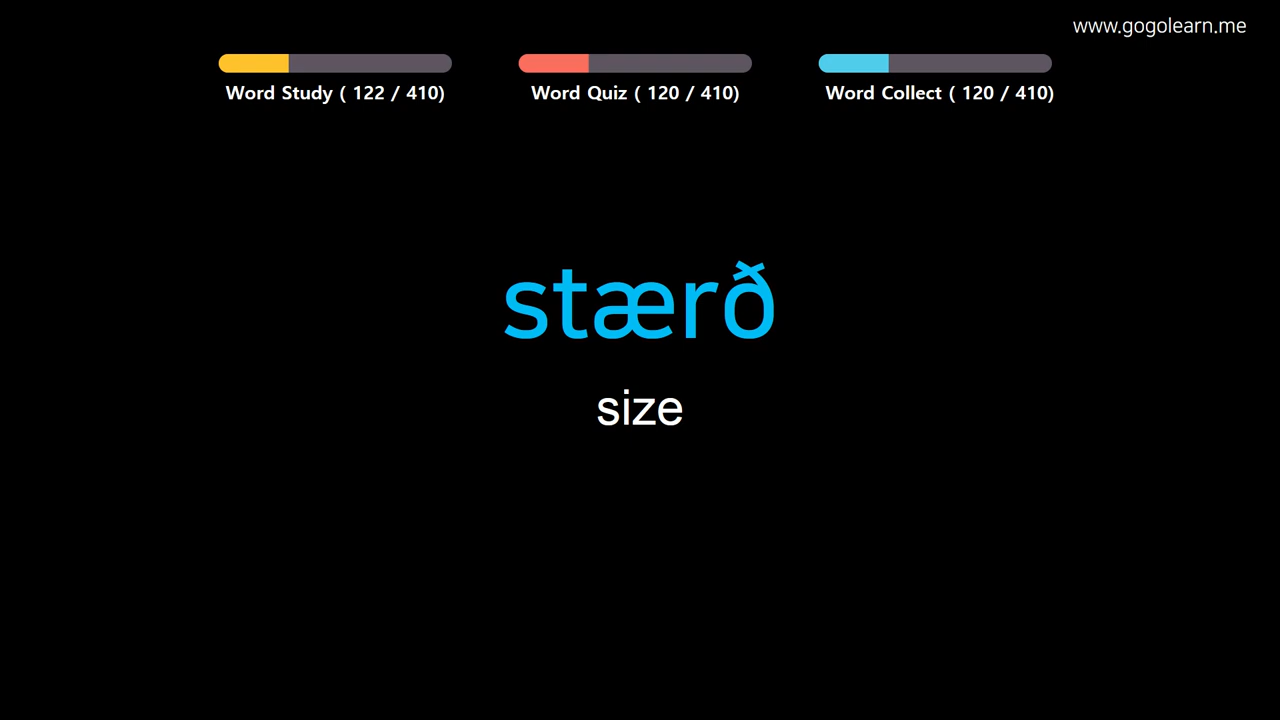 www.gogolearn.me
Word Study ( 122 / 410)
Word Quiz ( 120 / 410)
Word Collect ( 120 / 410)
stærð
size